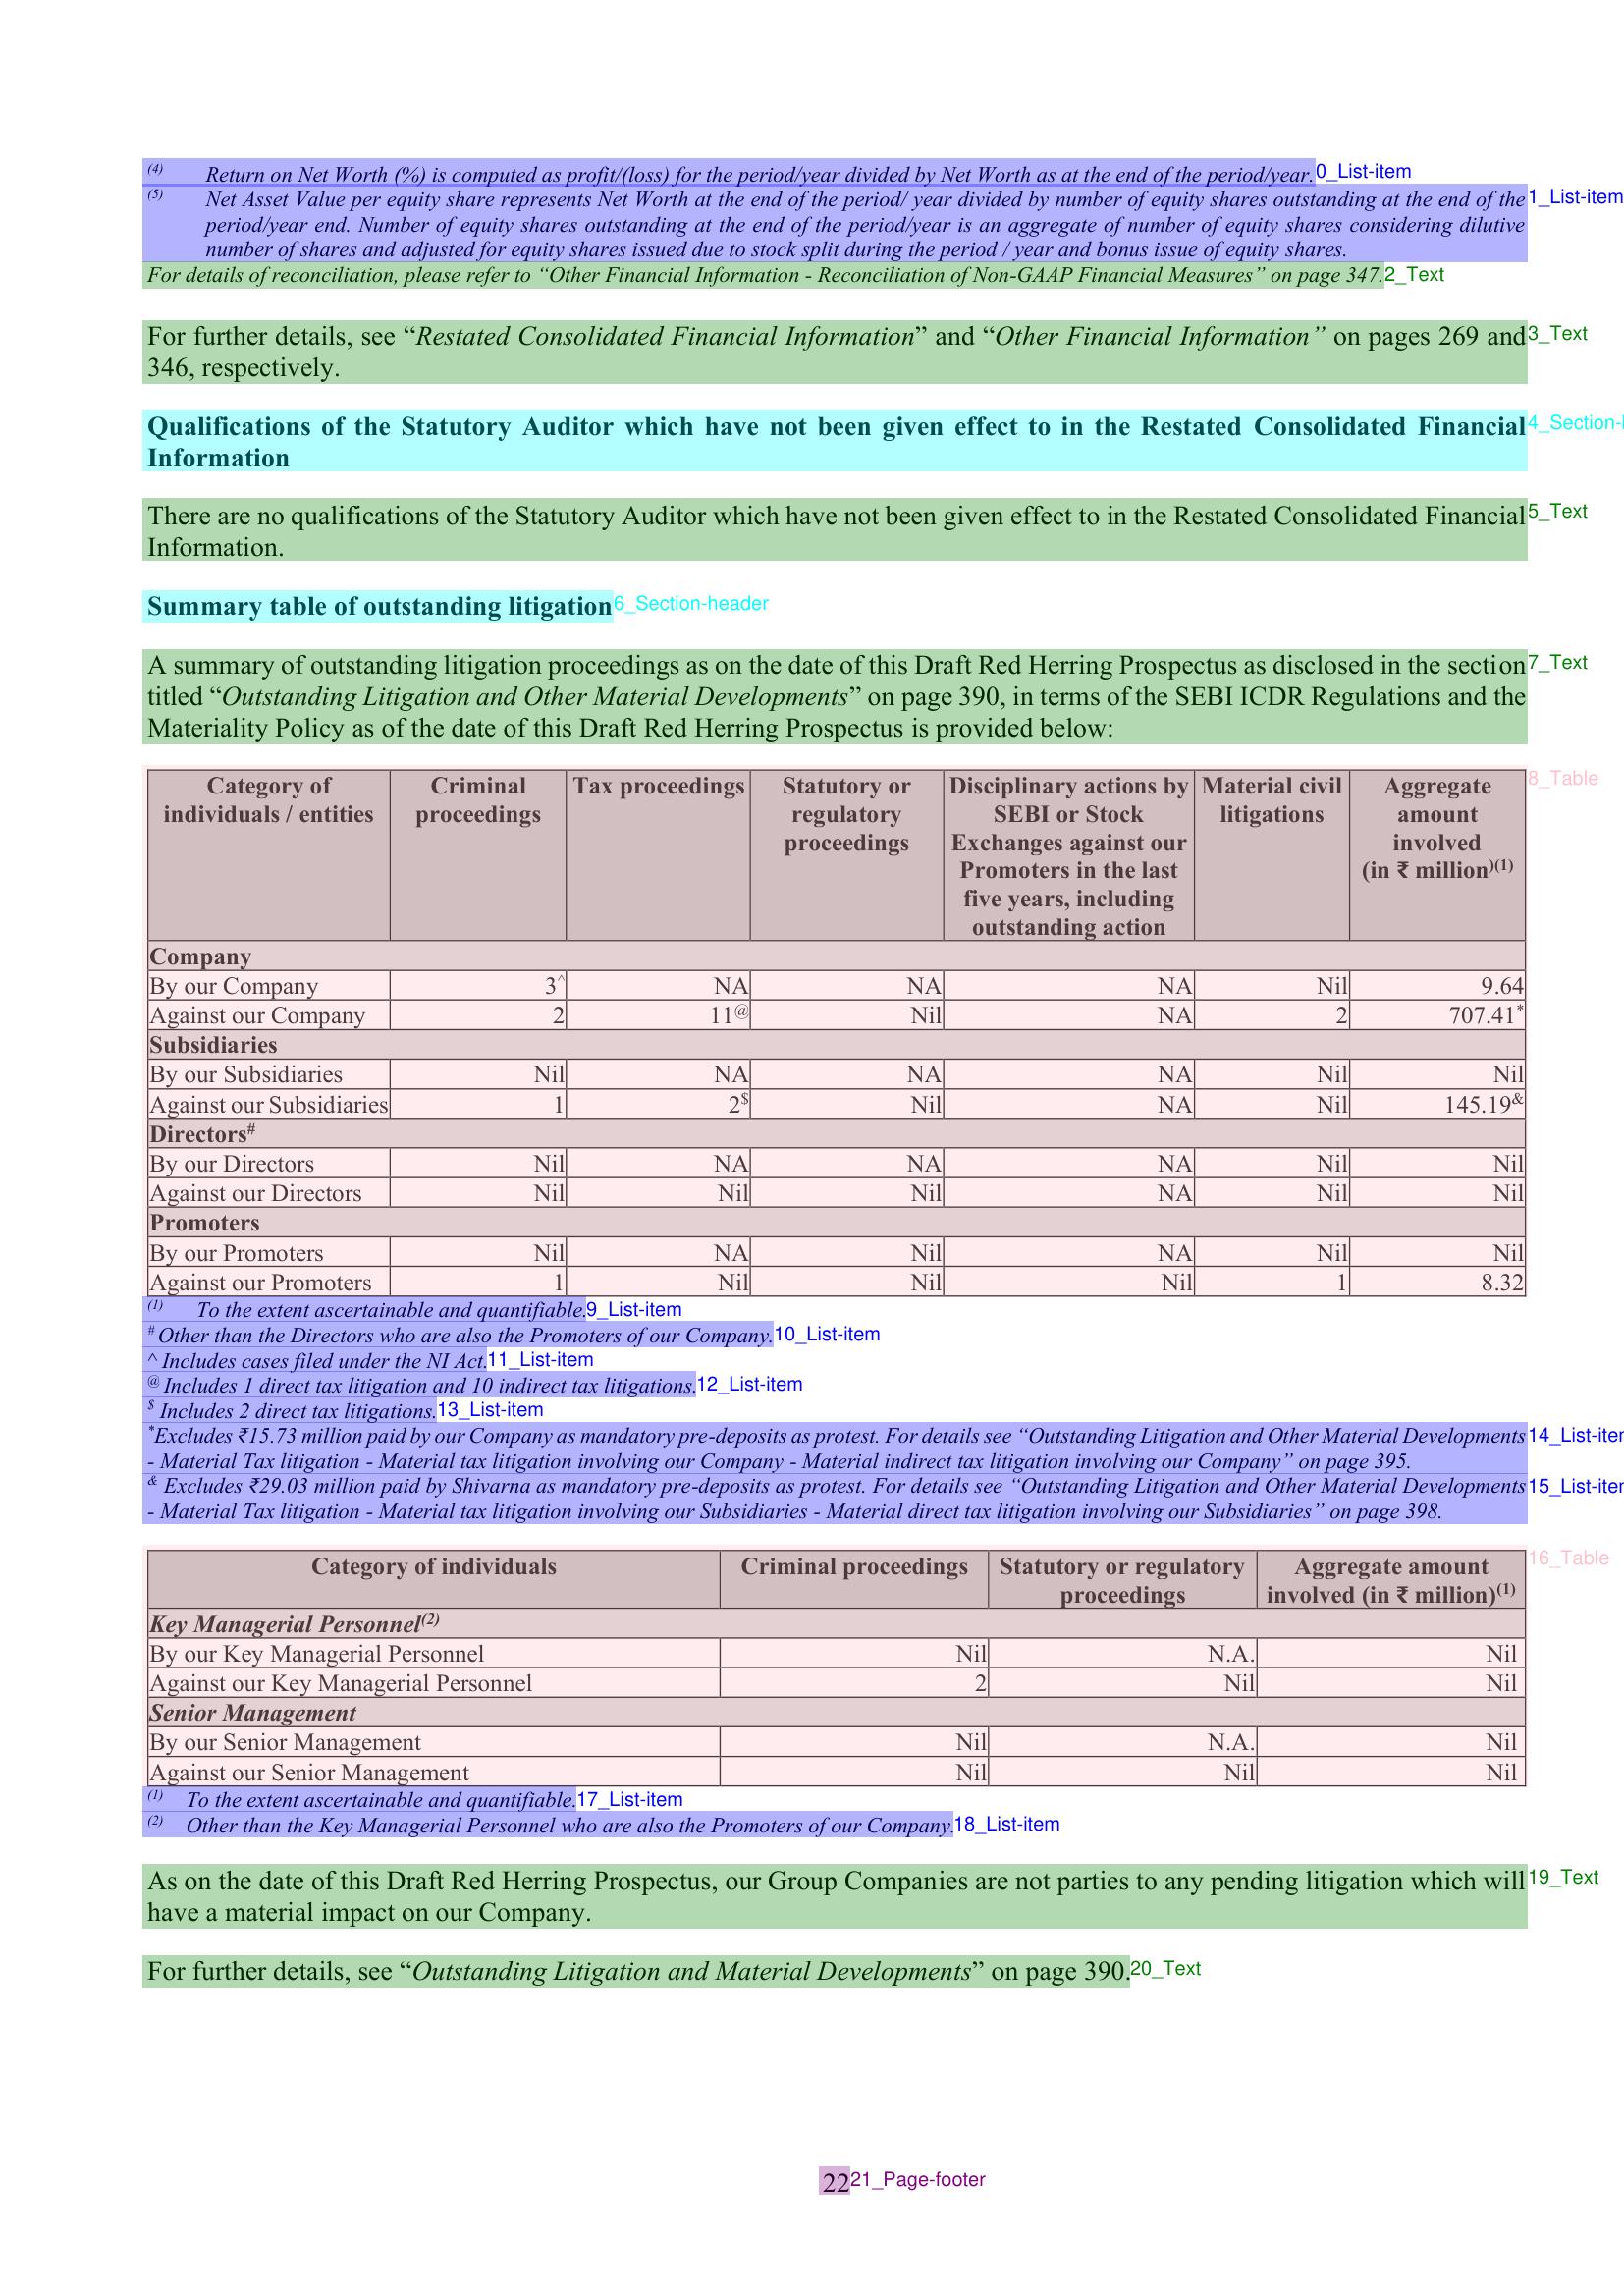 (4) Return on Net Worth (%) is computed as profit/(loss) for the period/year divided by Net Worth as at the end of the period/year. 0_List-item
(5) Net Asset Value per equity share represents Net Worth at the end of the period/ year divided by number of equity shares outstanding at the end of the 1_List-item
period/year end. Number of equity shares outstanding at the end of the period/year is an aggregate of number of equity shares considering dilutive
number of shares and adjusted for equity shares issued due to stock split during the period / year and bonus issue of equity shares.
For details of reconciliation, please refer to “Other Financial Information - Reconciliation of Non-GAAP Financial Measures” on page 347. 2_Text
For further details, see “Restated Consolidated Financial Information” and “Other Financial Information” on pages 269 and 3_Text
346, respectively.
Qualifications of the Statutory Auditor which have not been given effect to in the Restated Consolidated Financial 4_Section-
Information
There are no qualifications of the Statutory Auditor which have not been given effect to in the Restated Consolidated Financial 5_Text
Information.
Summary table of outstanding litigation 6_Section-header
A summary of outstanding litigation proceedings as on the date of this Draft Red Herring Prospectus as disclosed in the section 7_Text
titled “Outstanding Litigation and Other Material Developments” on page 390, in terms of the SEBI ICDR Regulations and the
Materiality Policy as of the date of this Draft Red Herring Prospectus is provided below:
8_Table
Category of individuals / entities Criminal proceedings Tax proceedings Statutory or regulatory proceedings Disciplinary actions by SEBI or Stock Exchanges against our Promoters in the last five years, including outstanding action Material civil litigations Aggregate amount involved (in ₹ million)(1)
Company
By our Company 3^ NA NA NA Nil 9.64
Against our Company 2 11@ Nil NA 2 707.41*
Subsidiaries
By our Subsidiaries Nil NA NA NA Nil Nil
Against our Subsidiaries 1 2$ Nil NA Nil 145.19&
Directors#
By our Directors Nil NA NA NA Nil Nil
Against our Directors Nil Nil Nil NA Nil Nil
Promoters
By our Promoters Nil NA Nil NA Nil Nil
Against our Promoters 1 Nil Nil Nil 1 8.32
(1) To the extent ascertainable and quantifiable. 9_List-item
# Other than the Directors who are also the Promoters of our Company. 10_List-item
^ Includes cases filed under the NI Act. 11_List-item
@ Includes 1 direct tax litigation and 10 indirect tax litigations. 12_List-item
$ Includes 2 direct tax litigations. 13_List-item
*Excludes ₹15.73 million paid by our Company as mandatory pre-deposits as protest. For details see “Outstanding Litigation and Other Material Developments 14_List-item
- Material Tax litigation - Material tax litigation involving our Company - Material indirect tax litigation involving our Company” on page 395.
& Excludes ₹29.03 million paid by Shivarna as mandatory pre-deposits as protest. For details see “Outstanding Litigation and Other Material Developments 15_List-item
- Material Tax litigation - Material tax litigation involving our Subsidiaries - Material direct tax litigation involving our Subsidiaries” on page 398.
16_Table
Category of individuals Criminal proceedings Statutory or regulatory proceedings Aggregate amount involved (in ₹ million)(1)
Key Managerial Personnel(2)
By our Key Managerial Personnel Nil N.A. Nil
Against our Key Managerial Personnel 2 Nil Nil
Senior Management
By our Senior Management Nil N.A. Nil
Against our Senior Management Nil Nil Nil
(1) To the extent ascertainable and quantifiable. 17_List-item
(2) Other than the Key Managerial Personnel who are also the Promoters of our Company. 18_List-item
As on the date of this Draft Red Herring Prospectus, our Group Companies are not parties to any pending litigation which will 19_Text
have a material impact on our Company.
For further details, see “Outstanding Litigation and Material Developments” on page 390. 20_Text
22 21_Page-footer